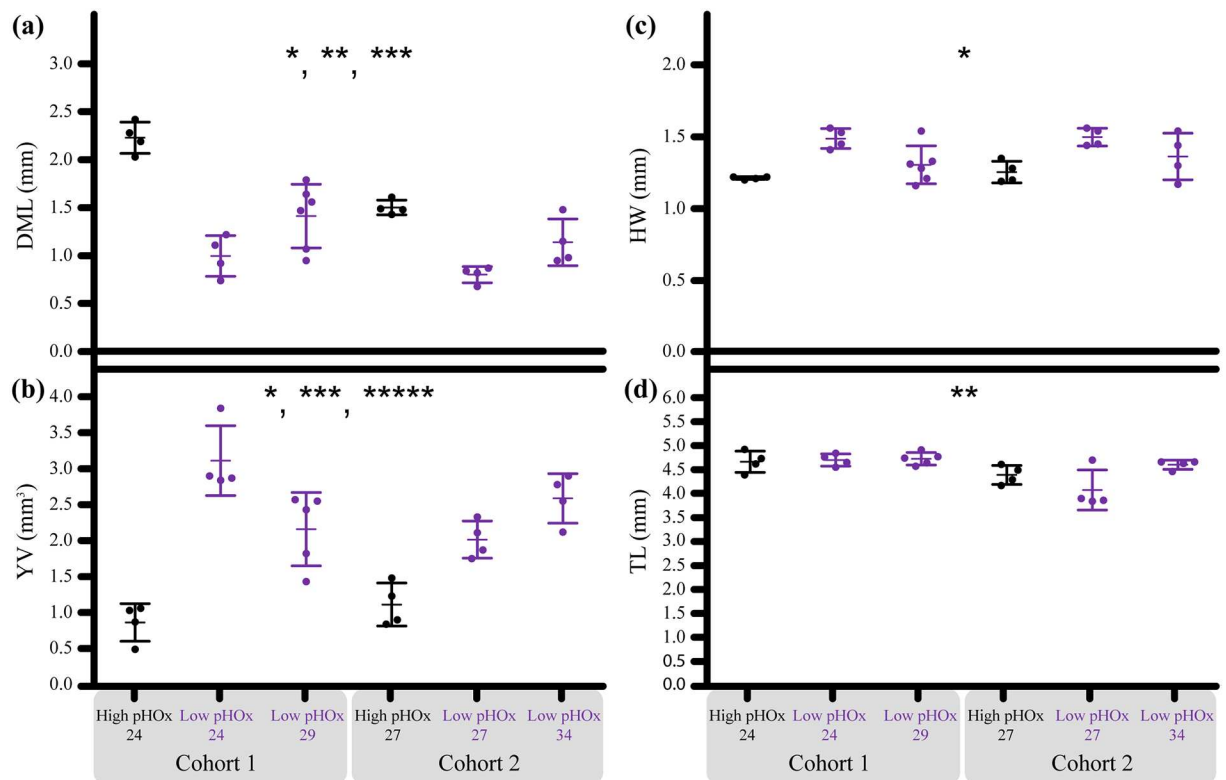 (a)
*, **, ***
DML (mm)
3.0
2.5
2.0
1.5
1.0
0.5
0.0
(b)
*, ***, *****
YV (mm³)
4.0
3.5
3.0
2.5
2.0
1.5
1.0
0.5
0.0
High pHOx Low pHOx Low pHOx High pHOx Low pHOx Low pHOx
24 24 29 27 27 34
Cohort 1 Cohort 2
(c)
*
HW (mm)
2.0
1.5
1.0
0.5
0.0
(d)
**
TL (mm)
6.0
5.5
5.0
4.5
4.0
3.5
3.0
2.5
2.0
1.5
1.0
0.5
0.0
High pHOx Low pHOx Low pHOx High pHOx Low pHOx Low pHOx
24 24 29 27 27 34
Cohort 1 Cohort 2